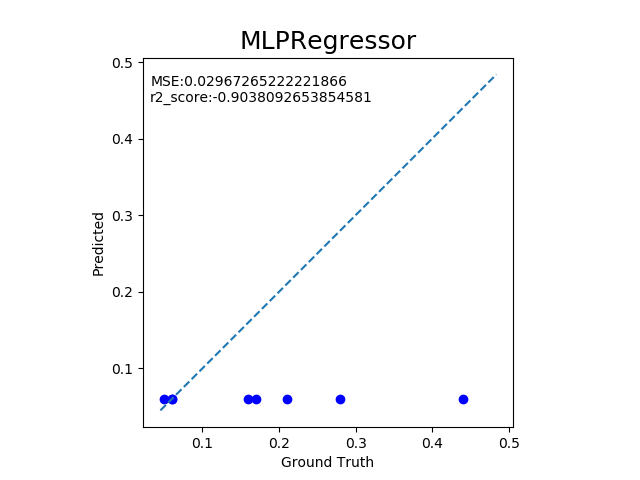 MLPRegressor
MSE:0.02967265222221866
r2_score:-0.9038092653854581
0.5
0.4
0.3
0.2
0.1
Predicted
0.1 0.2 0.3 0.4 0.5
Ground Truth